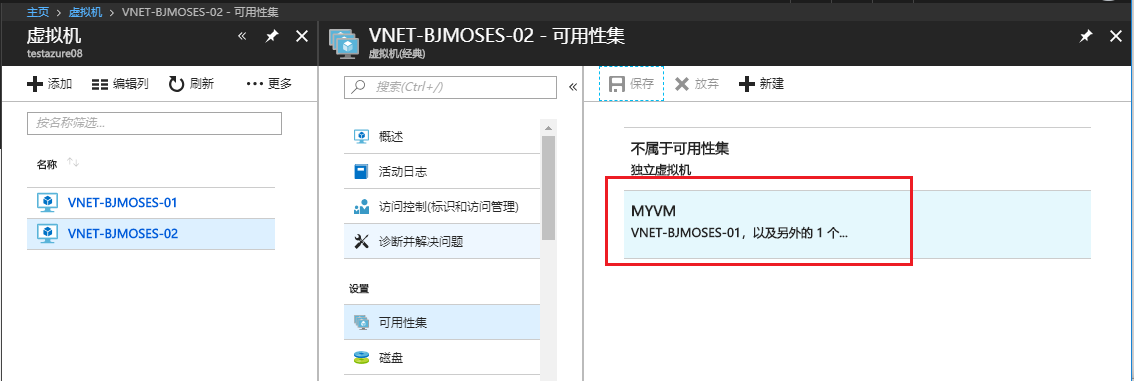 主页 > 虚拟机 > VNET-BJMOSES-02 - 可用性集
虚拟机
testazure08
添加 编辑列 刷新 更多
按名称筛选...
名称
VNET-BJMOSES-01
VNET-BJMOSES-02
VNET-BJMOSES-02 - 可用性集
虚拟机(经典)
搜索(Ctrl+/)
概述
活动日志
访问控制(标识和访问管理)
诊断并解决问题
设置
可用性集
磁盘
保存 放弃 新建
不属于可用性集
独立虚拟机
MYVM
VNET-BJMOSES-01，以及另外的 1 个...